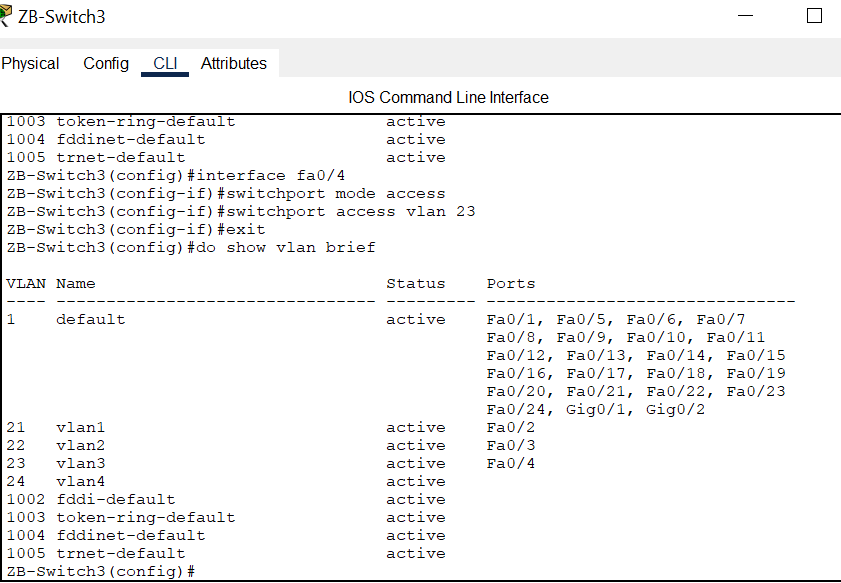 ZB-Switch3
Physical Config CLI Attributes
IOS Command Line Interface
1003 token-ring-default active
1004 fddinet-default active
1005 trnet-default active
ZB-Switch3(config)#interface fa0/4
ZB-Switch3(config-if)#switchport mode access
ZB-Switch3(config-if)#switchport access vlan 23
ZB-Switch3(config-if)#exit
ZB-Switch3(config)#do show vlan brief
VLAN Name Status Ports
---- -------------------------------- --------- -------------------------------
1 default active Fa0/1, Fa0/5, Fa0/6, Fa0/7
Fa0/8, Fa0/9, Fa0/10, Fa0/11
Fa0/12, Fa0/13, Fa0/14, Fa0/15
Fa0/16, Fa0/17, Fa0/18, Fa0/19
Fa0/20, Fa0/21, Fa0/22, Fa0/23
Fa0/24, Gig0/1, Gig0/2
21 vlan1 active Fa0/2
22 vlan2 active Fa0/3
23 vlan3 active Fa0/4
24 vlan4 active
1002 fddi-default active
1003 token-ring-default active
1004 fddinet-default active
1005 trnet-default active
ZB-Switch3(config)#